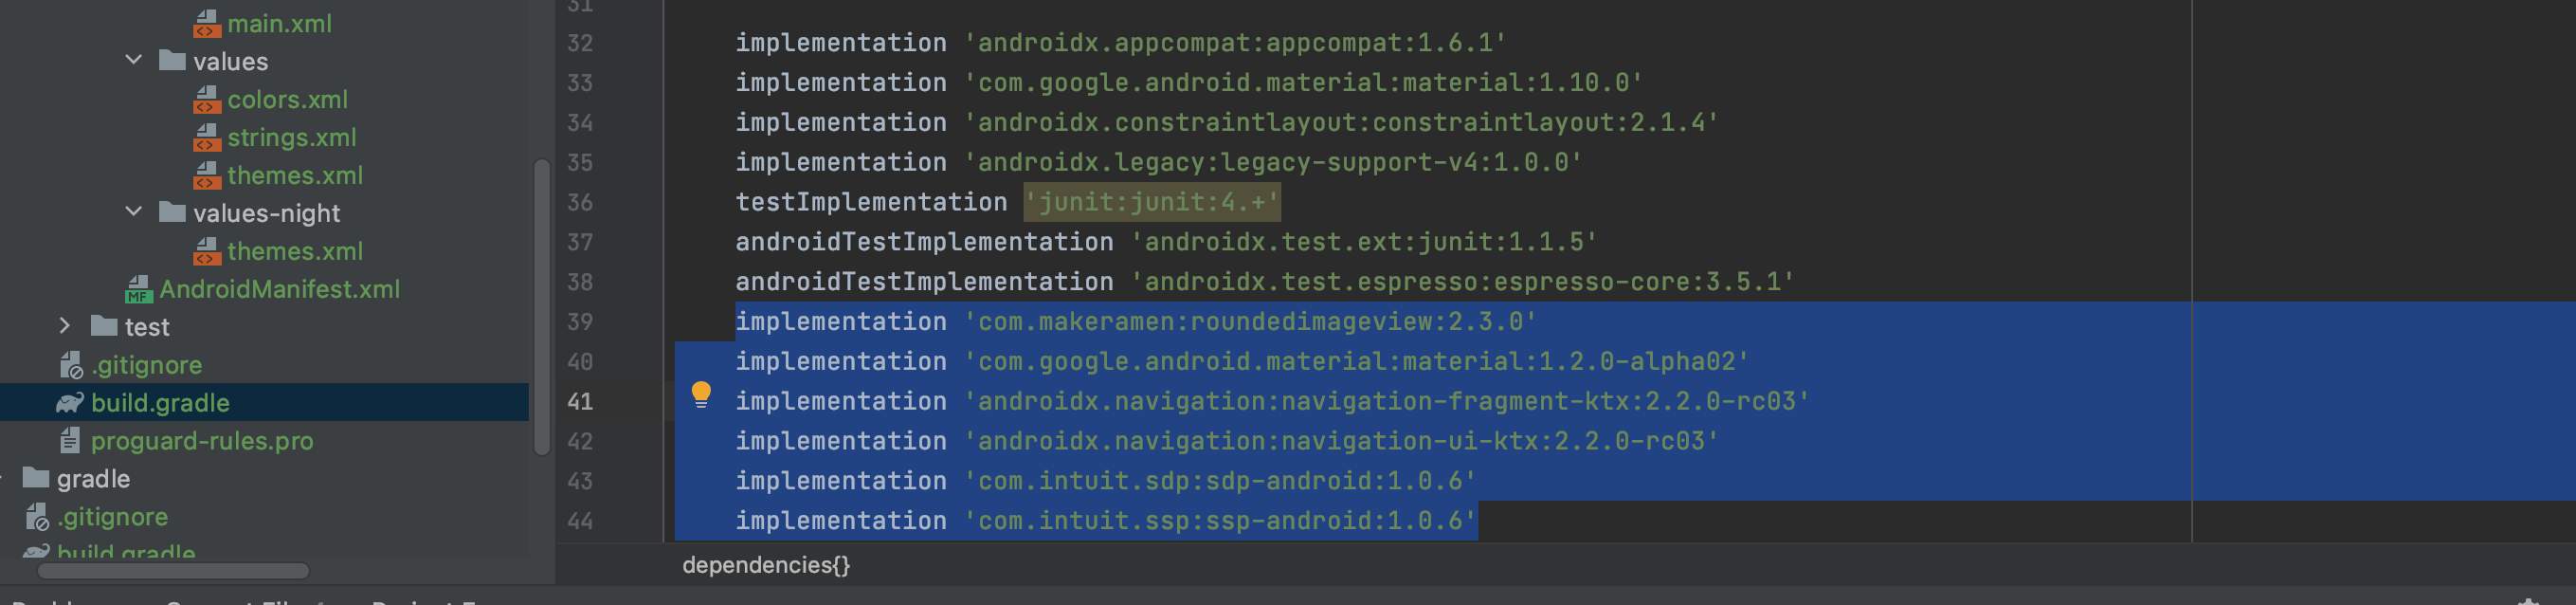 main.xml
values
colors.xml
strings.xml
themes.xml
values-night
themes.xml
MF AndroidManifest.xml
test
.gitignore
build.gradle
proguard-rules.pro
gradle
.gitignore
build.gradle
31
32 implementation 'androidx.appcompat:appcompat:1.6.1'
33 implementation 'com.google.android.material:material:1.10.0'
34 implementation 'androidx.constraintlayout:constraintlayout:2.1.4'
35 implementation 'androidx.legacy:legacy-support-v4:1.0.0'
36 testImplementation 'junit:junit:4.+'
37 androidTestImplementation 'androidx.test.ext:junit:1.1.5'
38 androidTestImplementation 'androidx.test.espresso:espresso-core:3.5.1'
39 implementation 'com.makeramen:roundedimageview:2.3.0'
40 implementation 'com.google.android.material:material:1.2.0-alpha02'
41 implementation 'androidx.navigation:navigation-fragment-ktx:2.2.0-rc03'
42 implementation 'androidx.navigation:navigation-ui-ktx:2.2.0-rc03'
43 implementation 'com.intuit.sdp:sdp-android:1.0.6'
44 implementation 'com.intuit.ssp:ssp-android:1.0.6'
dependencies{}